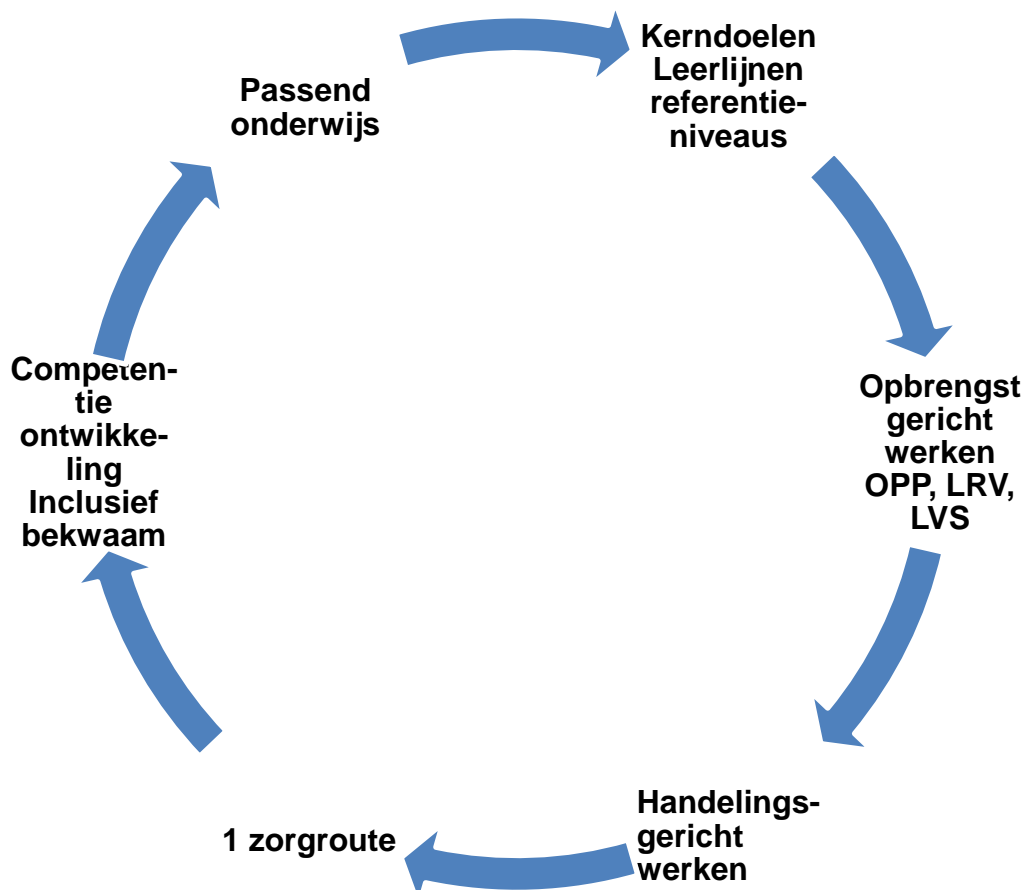 Passend
onderwijs
Kerndoelen
Leerlijnen
referentie-
niveaus
Opbrengst
gericht
werken
OPP, LRV,
LVS
Handelings-
gericht
werken
1 zorgroute
Competen-
tie
ontwikke-
ling
Inclusief
bekwaam